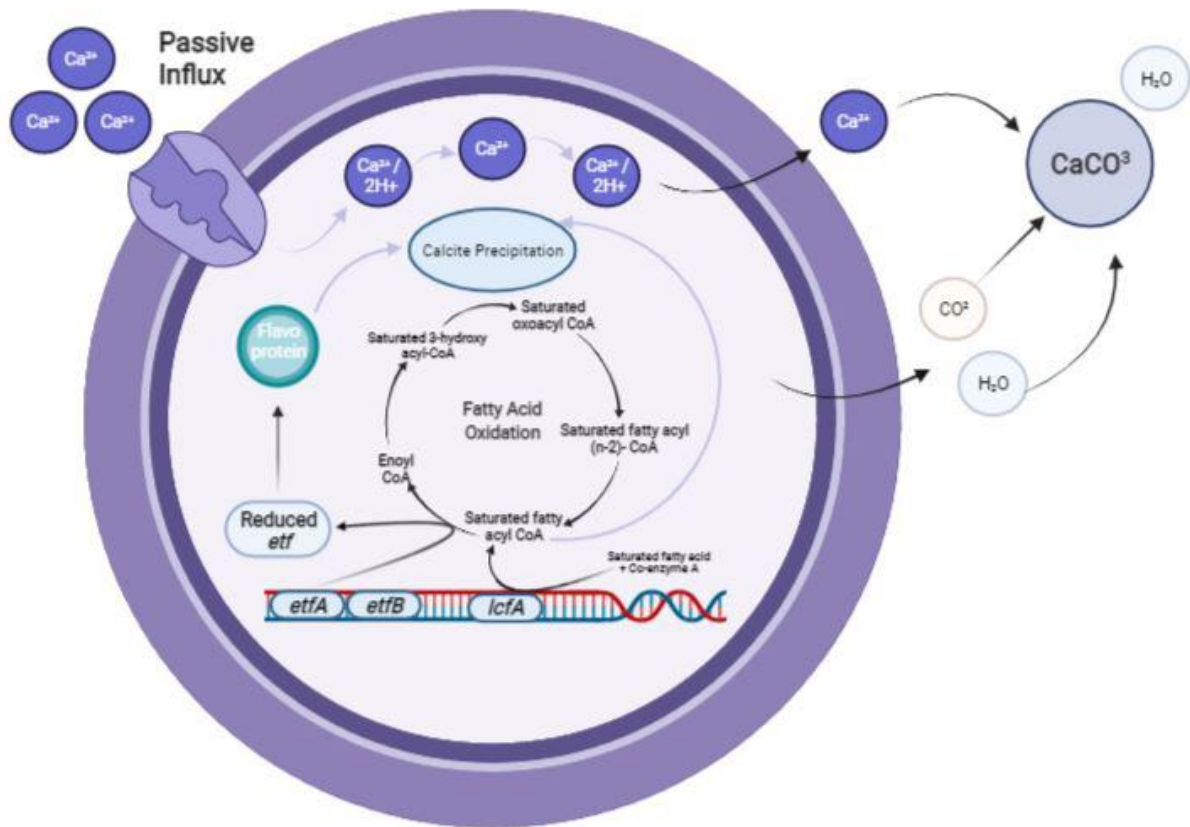 Passive
Influx
Ca²⁺
Ca²⁺
Ca²⁺
Ca²⁺/
2H+
Ca²⁺
Ca²⁺/
2H+
Ca²⁺
H₂O
CaCO³
CO²
H₂O
Calcite Precipitation
Flavo
protein
Saturated
oxoacyl CoA
Saturated 3-hydroxy
acyl-CoA
Fatty Acid
Oxidation
Saturated fatty acyl
(n-2)- CoA
Enoyl
CoA
Saturated fatty
acyl CoA
Reduced
etf
Saturated fatty acid
+ Co-enzyme A
etfA
etfB
lcfA